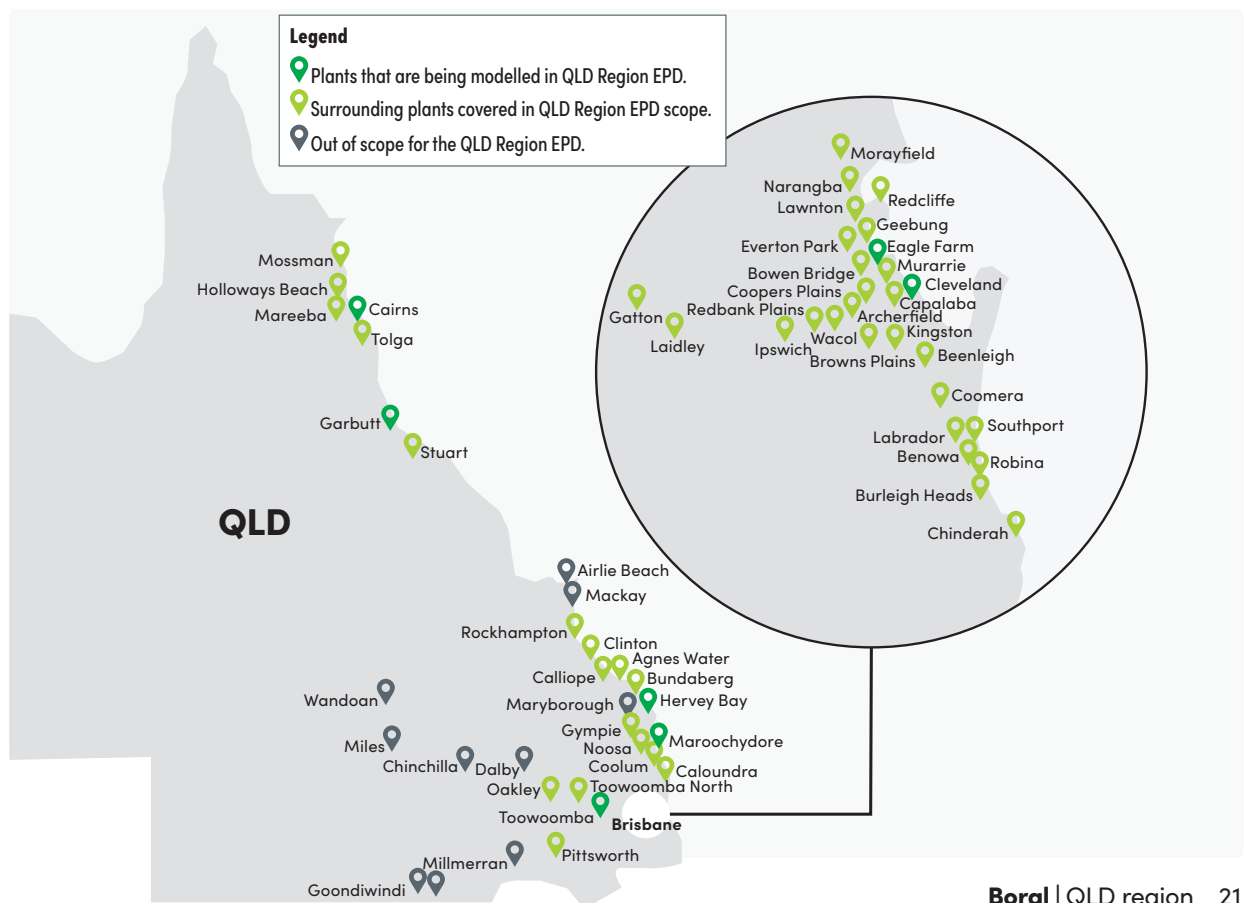 Legend
Plants that are being modelled in QLD Region EPD.
Surrounding plants covered in QLD Region EPD scope.
Out of scope for the QLD Region EPD.
Morayfield
Narangba
Redcliffe
Lawnton
Geebung
Everton Park
Eagle Farm
Murarrie
Bowen Bridge
Cleveland
Coopers Plains
Capalaba
Gatton
Redbank Plains
Archerfield
Laidley
Ipswich
Wacol
Kingston
Browns Plains
Beenleigh
Coomera
Labrador
Southport
Benowa
Robina
Burleigh Heads
Chinderah
Mossman
Holloways Beach
Mareeba
Cairns
Tolga
Garbutt
Stuart
QLD
Airlie Beach
Mackay
Rockhampton
Clinton
Agnes Water
Calliope
Bundaberg
Wandoan
Maryborough
Hervey Bay
Gympie
Miles
Noosa
Maroochydore
Chinchilla
Dalby
Coolum
Caloundra
Oakley
Toowoomba North
Toowoomba
Brisbane
Pittsworth
Millmerran
Goondiwindi
Boral | QLD region 21